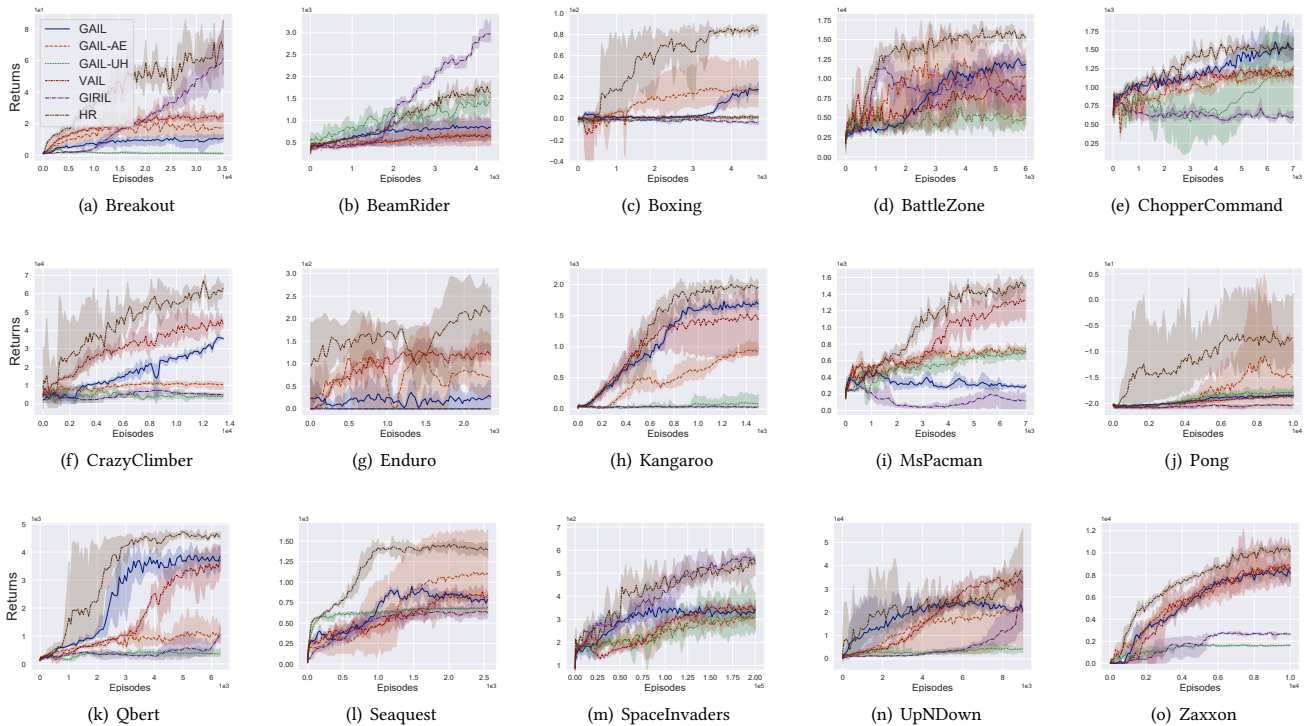 1e1
8
6
4
2
0
Returns
GAIL
GAIL-AE
GAIL-UH
VAIL
GIRIL
HR
0.0 0.5 1.0 1.5 2.0 2.5 3.0 3.5
Episodes 1e4
(a) Breakout
1e3
3.0
2.5
2.0
1.5
1.0
0.5
0 1 2 3 4
Episodes 1e3
(b) BeamRider
1e2
1.0
0.8
0.6
0.4
0.2
0.0
−0.2
−0.4
0 1 2 3 4
Episodes 1e3
(c) Boxing
1e4
1.75
1.50
1.25
1.00
0.75
0.50
0.25
0.00
0 1 2 3 4 5 6
Episodes 1e3
(d) BattleZone
1e3
1.75
1.50
1.25
1.00
0.75
0.50
0.25
0 1 2 3 4 5 6 7
Episodes 1e3
(e) ChopperCommand
1e4
7
6
5
4
3
2
1
0
Returns
0.0 0.2 0.4 0.6 0.8 1.0 1.2 1.4
Episodes 1e4
(f) CrazyClimber
1e2
3.0
2.5
2.0
1.5
1.0
0.5
0.0
0.0 0.5 1.0 1.5 2.0
Episodes 1e3
(g) Enduro
1e3
2.0
1.5
1.0
0.5
0.0
0.0 0.2 0.4 0.6 0.8 1.0 1.2 1.4
Episodes 1e3
(h) Kangaroo
1e3
1.6
1.4
1.2
1.0
0.8
0.6
0.4
0.2
0.0
0 1 2 3 4 5 6 7
Episodes 1e3
(i) MsPacman
1e1
0.5
0.0
−0.5
−1.0
−1.5
−2.0
0.0 0.2 0.4 0.6 0.8 1.0
Episodes 1e4
(j) Pong
1e3
5
4
3
2
1
0
Returns
0 1 2 3 4 5 6
Episodes 1e3
(k) Qbert
1e3
1.50
1.25
1.00
0.75
0.50
0.25
0.00
0.0 0.5 1.0 1.5 2.0 2.5
Episodes 1e3
(l) Seaquest
1e2
7
6
5
4
3
2
1
0.00 0.25 0.50 0.75 1.00 1.25 1.50 1.75 2.00
Episodes 1e5
(m) SpaceInvaders
1e4
5
4
3
2
1
0
0 2 4 6 8
Episodes 1e3
(n) UpNDown
1e4
1.2
1.0
0.8
0.6
0.4
0.2
0.0
0.0 0.2 0.4 0.6 0.8 1.0
Episodes 1e4
(o) Zaxxon